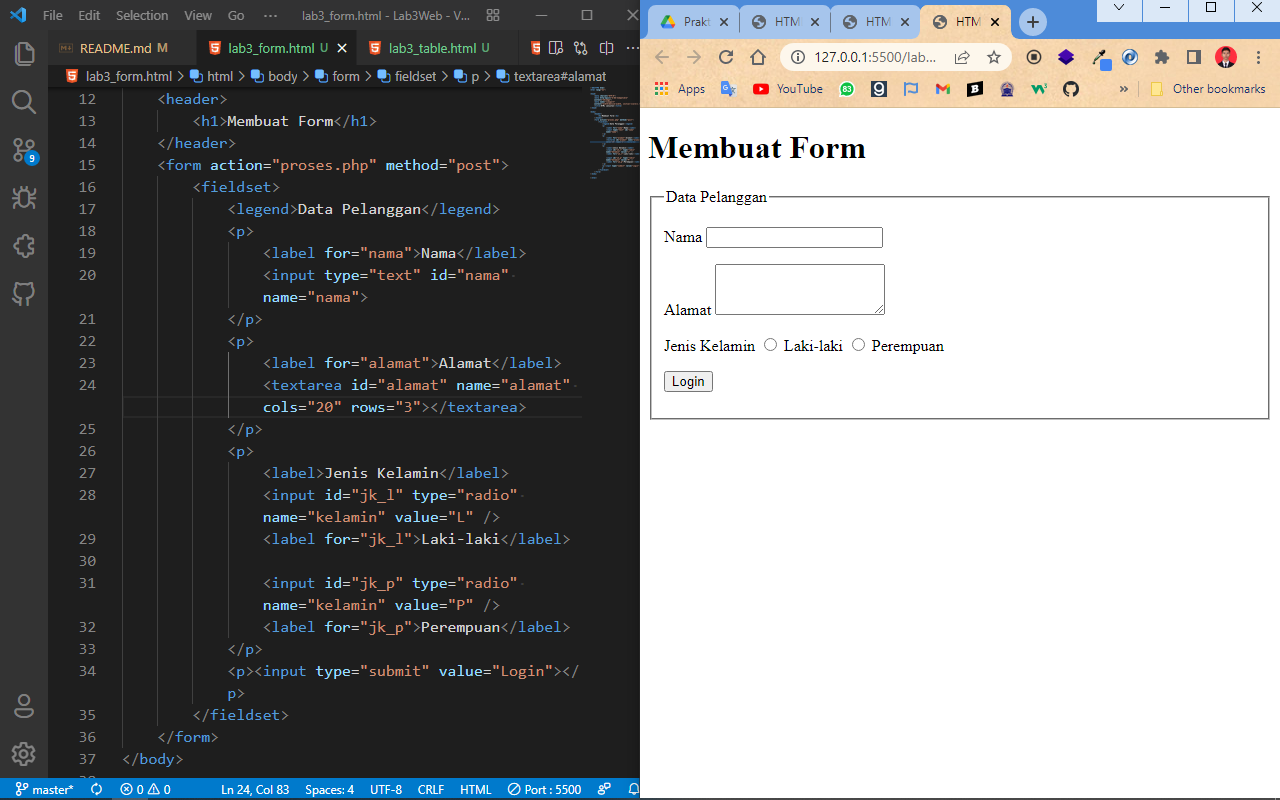 File Edit Selection View Go ··· lab3_form.html - Lab3Web - V...
README.md M lab3_form.html U lab3_table.html U
lab3_form.html > html > body > form > fieldset > p > textarea#alamat
12 <header>
13 <h1>Membuat Form</h1>
14 </header>
15 <form action="proses.php" method="post">
16 <fieldset>
17 <legend>Data Pelanggan</legend>
18 <p>
19 <label for="nama">Nama</label>
20 <input type="text" id="nama"
name="nama">
21 </p>
22 <p>
23 <label for="alamat">Alamat</label>
24 <textarea id="alamat" name="alamat"
cols="20" rows="3"></textarea>
25 </p>
26 <p>
27 <label>Jenis Kelamin</label>
28 <input id="jk_l" type="radio"
name="kelamin" value="L" />
29 <label for="jk_l">Laki-laki</label>
30
31 <input id="jk_p" type="radio"
name="kelamin" value="P" />
32 <label for="jk_p">Perempuan</label>
33 </p>
34 <p><input type="submit" value="Login"></
p>
35 </fieldset>
36 </form>
37 </body>
9
master* 0 0 Ln 24, Col 83 Spaces: 4 UTF-8 CRLF HTML Port : 5500
Prakt HTM HTM HTM
127.0.0.1:5500/lab...
Apps YouTube 83 Other bookmarks
Membuat Form
Data Pelanggan
Nama
Alamat
Jenis Kelamin Laki-laki Perempuan
Login